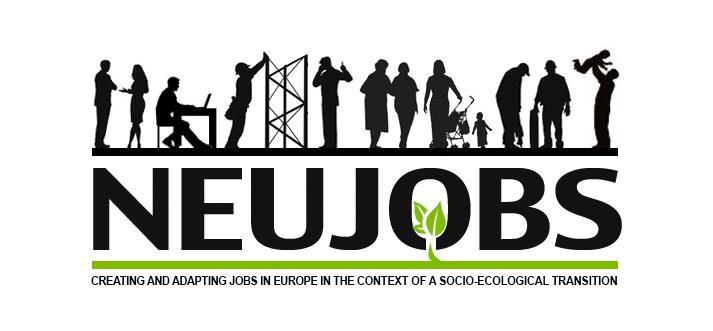 NEUJOBS
CREATING AND ADAPTING JOBS IN EUROPE IN THE CONTEXT OF A SOCIO-ECOLOGICAL TRANSITION